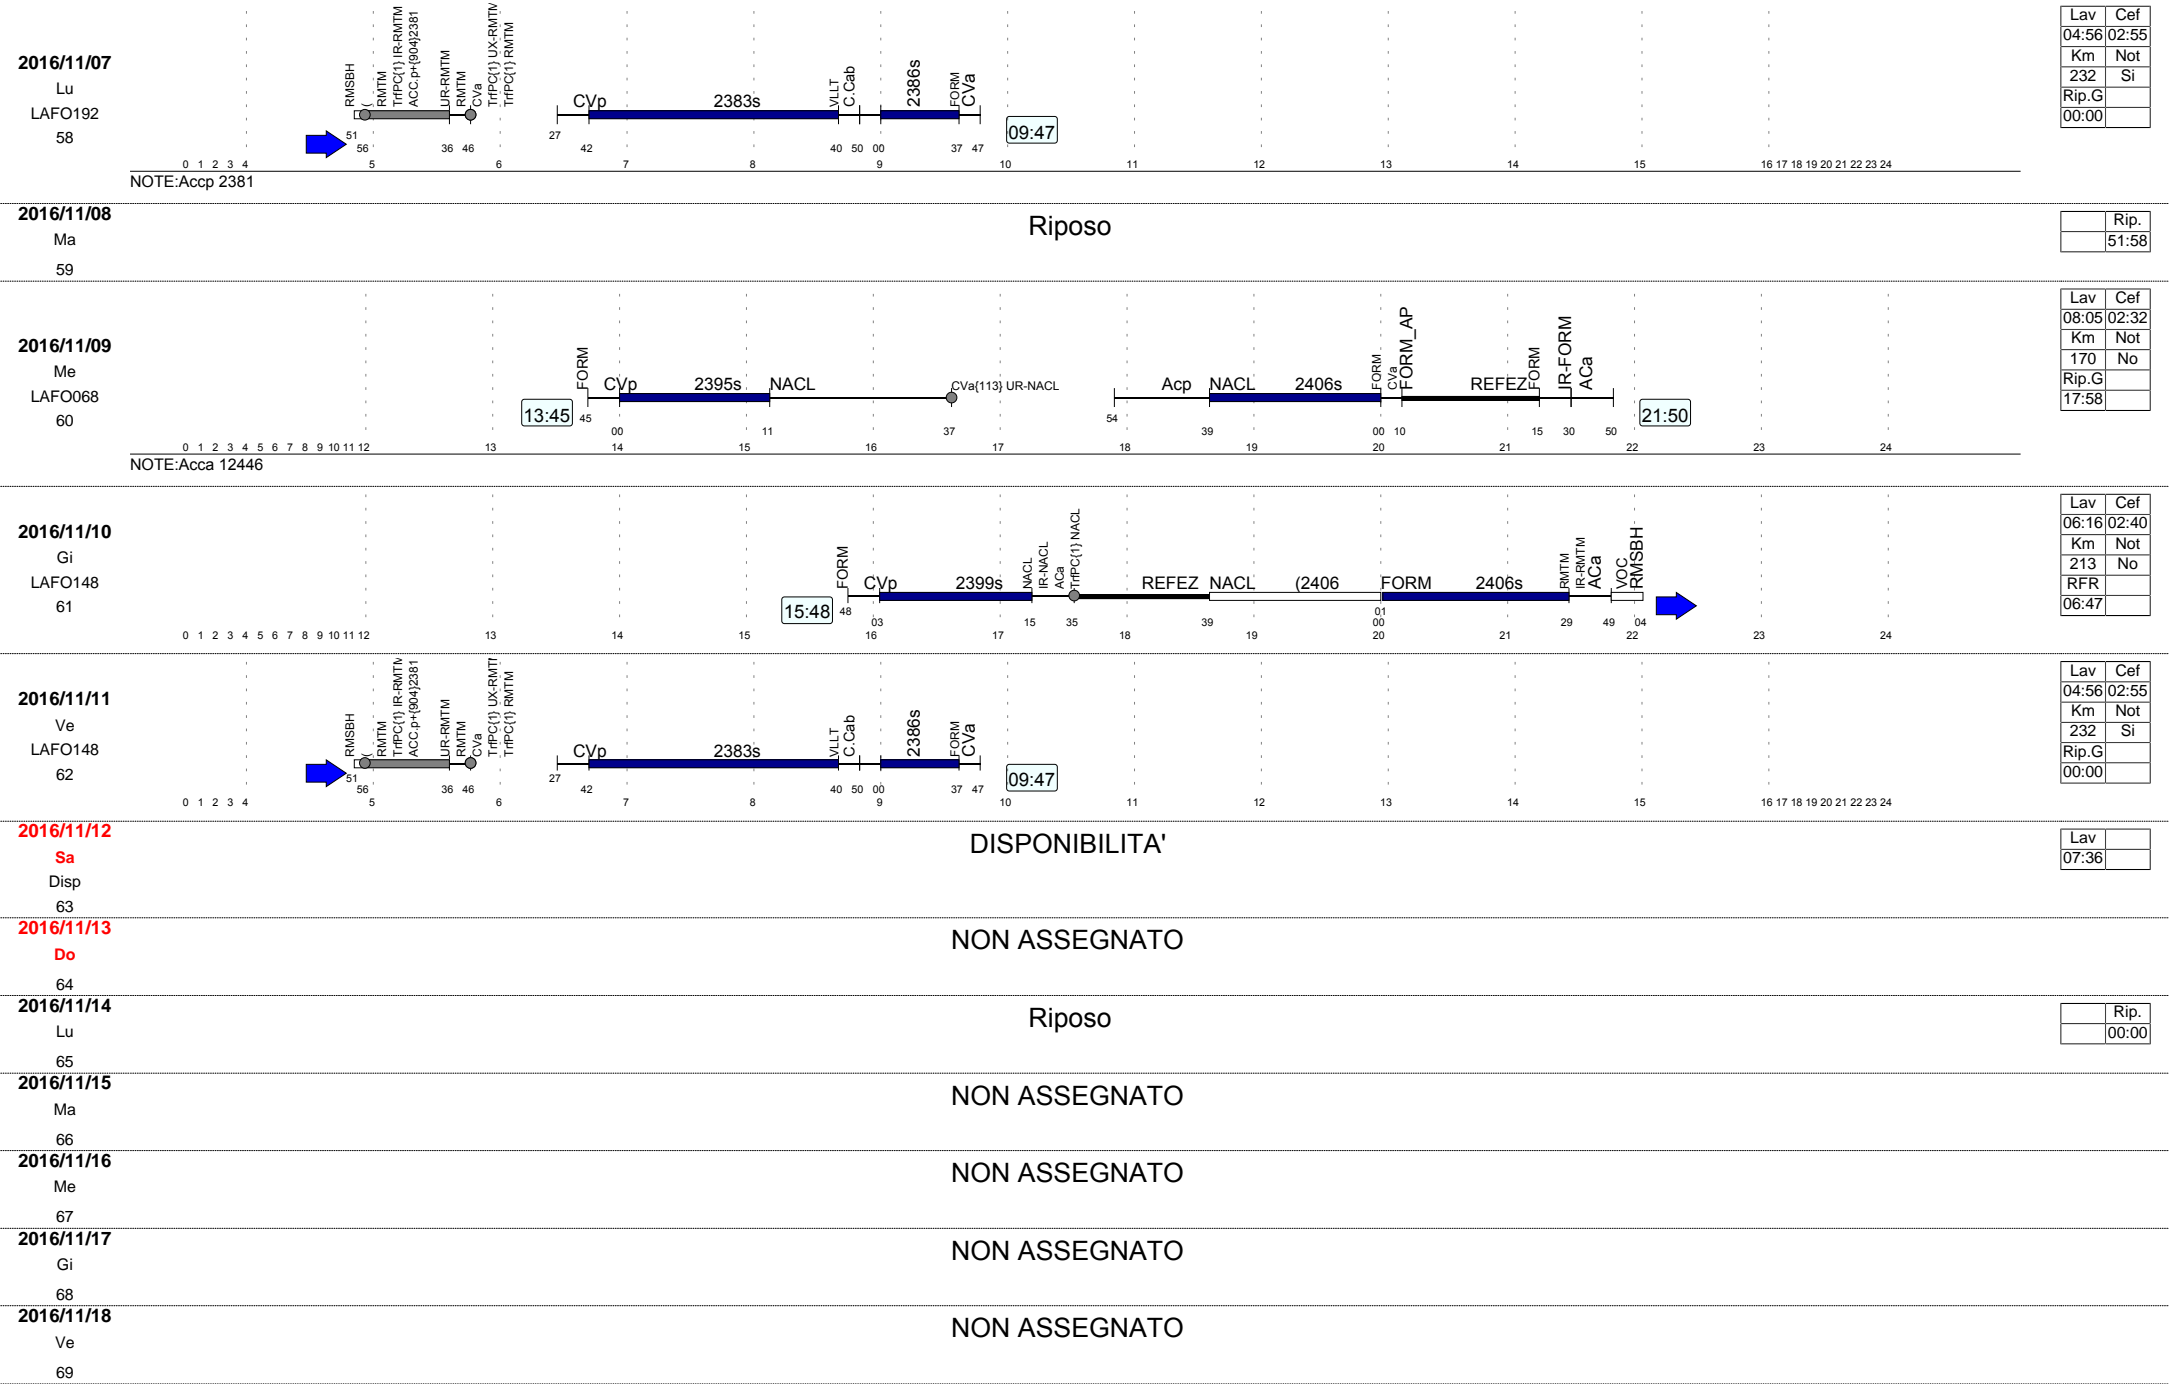 2016/11/07
Lu
LAFO192
58
RMSBH
(
RMTM
TrfPC{1} IR-RMTM
ACC.p+{904}2381
UR-RMTM
RMTM
CVa
TrfPC{1} UX-RMTM
TrfPC{1} RMTM
CVp 2383s VLLT C.Cab 2386s FORM CVa
51 56 36 46 27 42 40 50 00 37 47
09:47
0 1 2 3 4 5 6 7 8 9 10 11 12 13 14 15 16 17 18 19 20 21 22 23 24
NOTE:Accp 2381
Lav Cef
04:56 02:55
Km Not
232 Si
Rip.G
00:00
2016/11/08
Ma
59
Riposo
Rip.
51:58
2016/11/09
Me
LAFO068
60
13:45
FORM CVp 2395s NACL CVa{113} UR-NACL Acp NACL 2406s FORM CVa FORM_AP REFEZ FORM IR-FORM ACa
45 00 11 37 54 39 00 10 15 30 50
21:50
0 1 2 3 4 5 6 7 8 9 10 11 12 13 14 15 16 17 18 19 20 21 22 23 24
NOTE:Acca 12446
Lav Cef
08:05 02:32
Km Not
170 No
Rip.G
17:58
2016/11/10
Gi
LAFO148
61
15:48
FORM CVp 2399s NACL IR-NACL ACa TrfPC{1} NACL REFEZ NACL (2406 FORM 2406s RMTM IR-RMTM ACa VOC RMSBH
48 03 15 35 39 01 00 29 49 04
0 1 2 3 4 5 6 7 8 9 10 11 12 13 14 15 16 17 18 19 20 21 22 23 24
Lav Cef
06:16 02:40
Km Not
213 No
RFR
06:47
2016/11/11
Ve
LAFO148
62
RMSBH
(
RMTM
TrfPC{1} IR-RMTM
ACC.p+{904}2381
UR-RMTM
RMTM
CVa
TrfPC{1} UX-RMTM
TrfPC{1} RMTM
CVp 2383s VLLT C.Cab 2386s FORM CVa
51 56 36 46 27 42 40 50 00 37 47
09:47
0 1 2 3 4 5 6 7 8 9 10 11 12 13 14 15 16 17 18 19 20 21 22 23 24
Lav Cef
04:56 02:55
Km Not
232 Si
Rip.G
00:00
2016/11/12
Sa
Disp
63
DISPONIBILITA'
Lav
07:36
2016/11/13
Do
64
NON ASSEGNATO
2016/11/14
Lu
65
Riposo
Rip.
00:00
2016/11/15
Ma
66
NON ASSEGNATO
2016/11/16
Me
67
NON ASSEGNATO
2016/11/17
Gi
68
NON ASSEGNATO
2016/11/18
Ve
69
NON ASSEGNATO